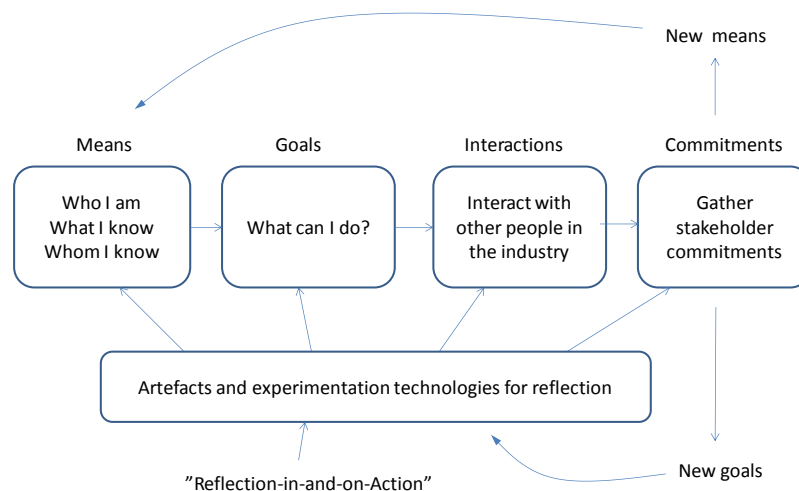 New means
Means
Goals
Interactions
Commitments
Who I am
What I know
Whom I know
What can I do?
Interact with
other people in
the industry
Gather
stakeholder
commitments
Artefacts and experimentation technologies for reflection
”Reflection-in-and-on-Action”
New goals